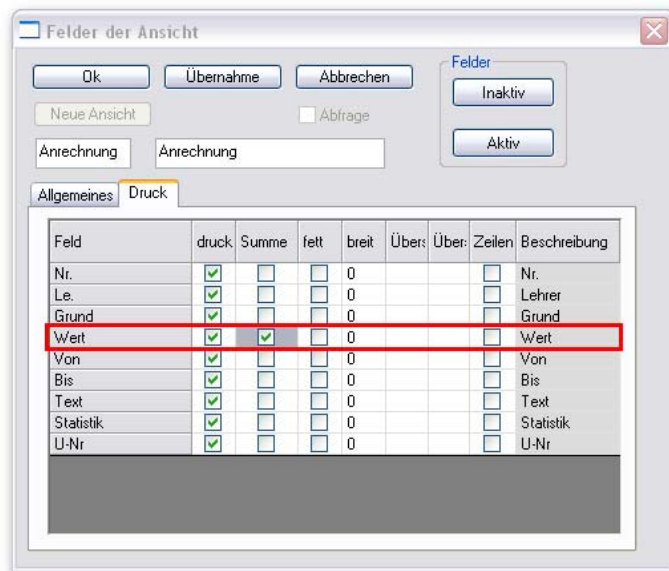 Felder der Ansicht
Ok Übernahme Abbrechen
Felder
Inaktiv
Neue Ansicht Abfrage
Aktiv
Anrechnung Anrechnung
Allgemeines Druck
Feld druck Summe fett breit Übers Über: Zeilen Beschreibung
Nr. 0 Nr.
Le. 0 Lehrer
Grund 0 Grund
Wert 0 Wert
Von 0 Von
Bis 0 Bis
Text 0 Text
Statistik 0 Statistik
U-Nr 0 U-Nr